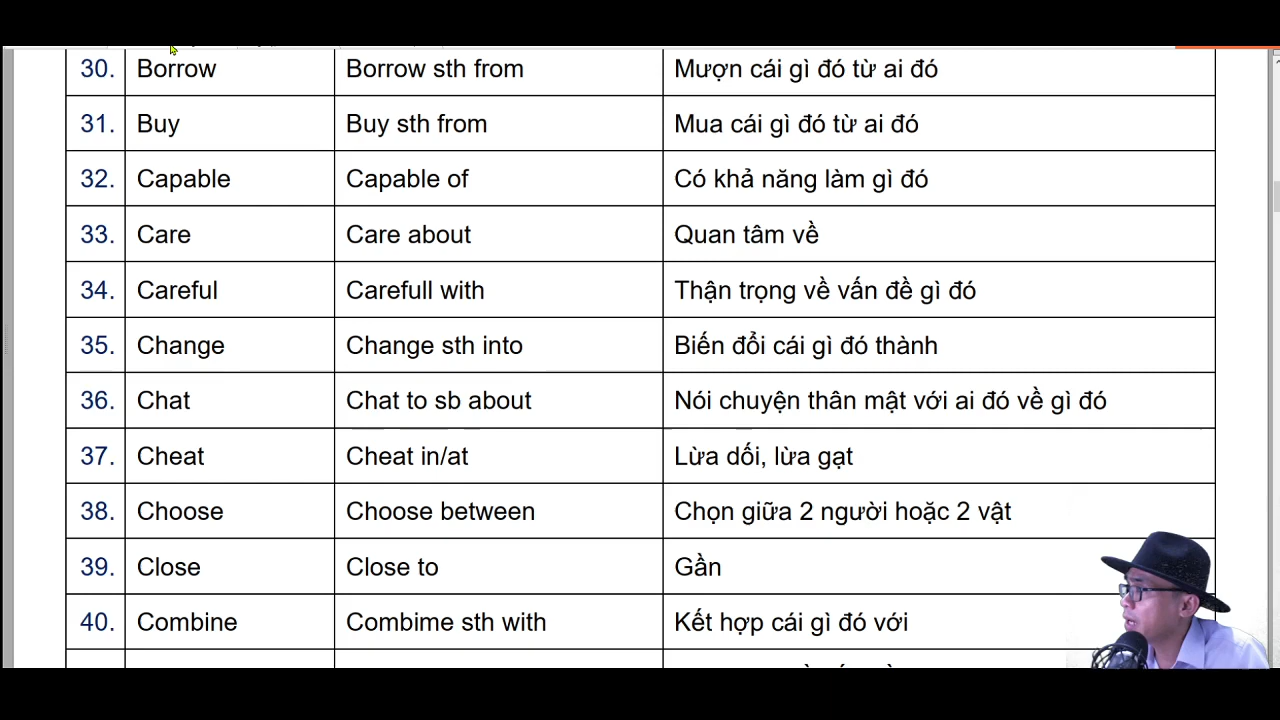 30. Borrow Borrow sth from Mượn cái gì đó từ ai đó
31. Buy Buy sth from Mua cái gì đó từ ai đó
32. Capable Capable of Có khả năng làm gì đó
33. Care Care about Quan tâm về
34. Careful Carefull with Thận trọng về vấn đề gì đó
35. Change Change sth into Biến đổi cái gì đó thành
36. Chat Chat to sb about Nói chuyện thân mật với ai đó về gì đó
37. Cheat Cheat in/at Lừa dối, lừa gạt
38. Choose Choose between Chọn giữa 2 người hoặc 2 vật
39. Close Close to Gần
40. Combine Combime sth with Kết hợp cái gì đó với